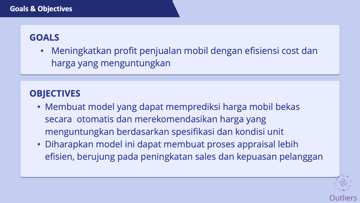 Goals & Objectives
GOALS
• Meningkatkan profit penjualan mobil dengan efisiensi cost dan
harga yang menguntungkan
OBJECTIVES
• Membuat model yang dapat memprediksi harga mobil bekas
secara otomatis dan merekomendasikan harga yang
menguntungkan berdasarkan spesifikasi dan kondisi unit
• Diharapkan model ini dapat membuat proses appraisal lebih
efisien, berujung pada peningkatan sales dan kepuasan pelanggan
Outliers